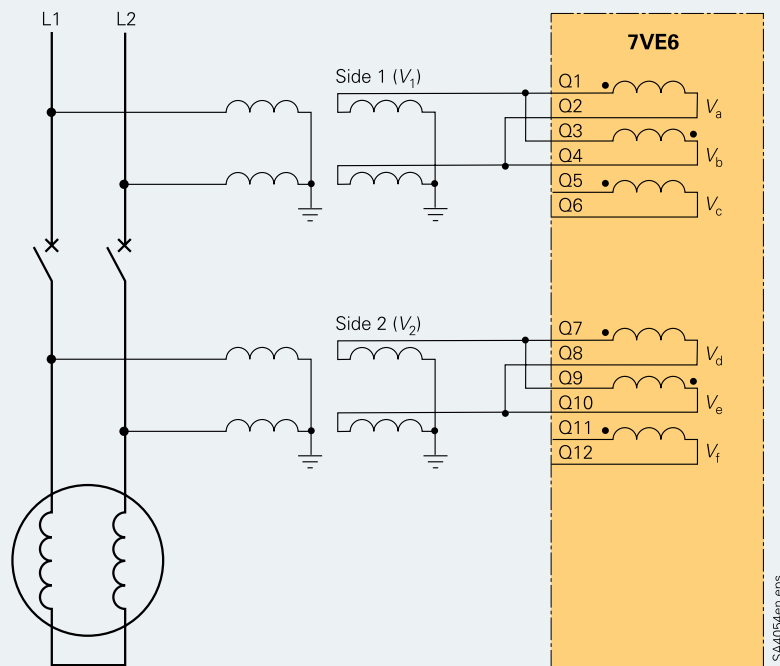 L1
L2
7VE6
Side 1 (V1)
Q1
Q2
Va
Q3
Q4
Vb
Q5
Q6
Vc
Side 2 (V2)
Q7
Q8
Vd
Q9
Q10
Ve
Q11
Q12
Vf
SA4054en.eps